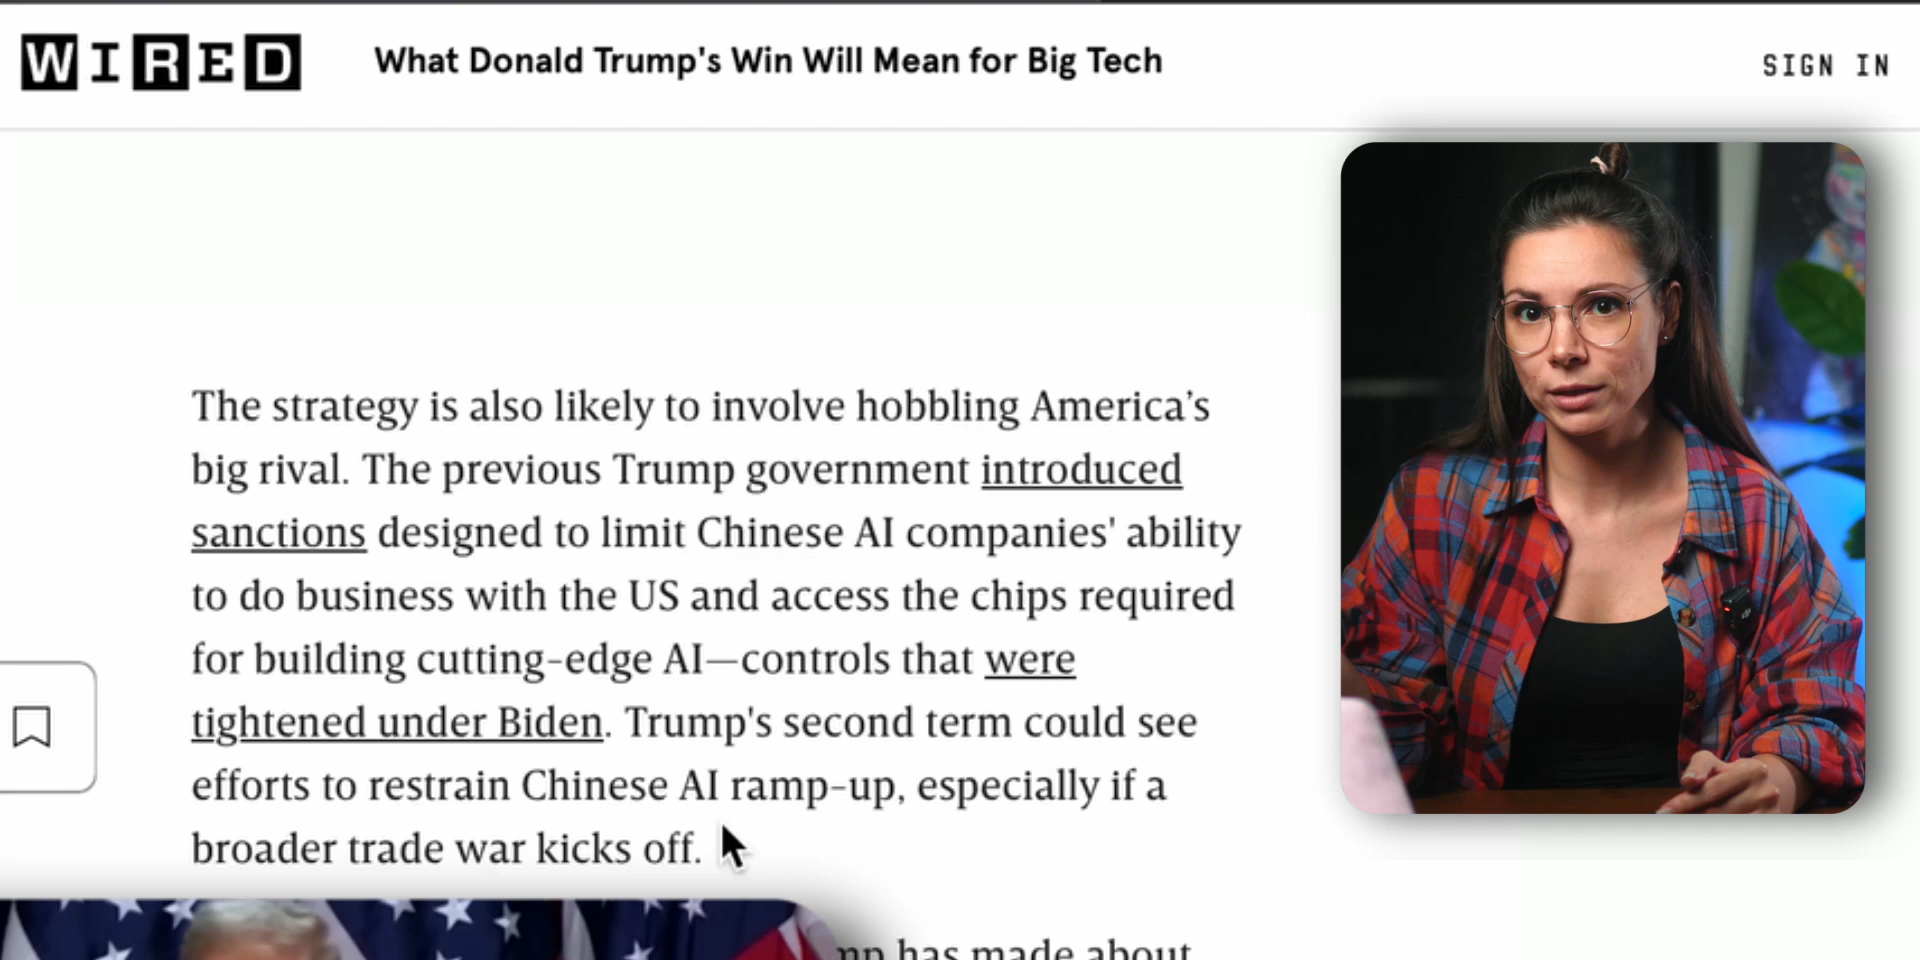 WIRED
What Donald Trump's Win Will Mean for Big Tech
SIGN IN
The strategy is also likely to involve hobbling America’s
big rival. The previous Trump government introduced
sanctions designed to limit Chinese AI companies' ability
to do business with the US and access the chips required
for building cutting-edge AI—controls that were
tightened under Biden. Trump's second term could see
efforts to restrain Chinese AI ramp-up, especially if a
broader trade war kicks off.
has made about